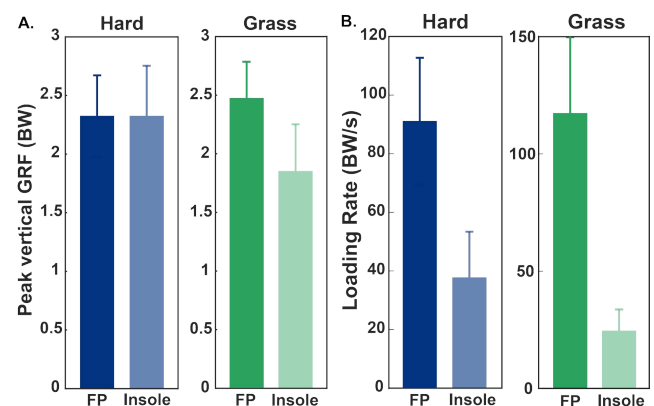 A.
Hard
Grass
Peak vertical GRF (BW)
3
2.5
2
1.5
1
0.5
0
FP Insole
3
2.5
2
1.5
1
0.5
0
FP Insole
B.
Hard
Grass
Loading Rate (BW/s)
120
100
80
60
40
20
0
FP Insole
150
100
50
0
FP Insole